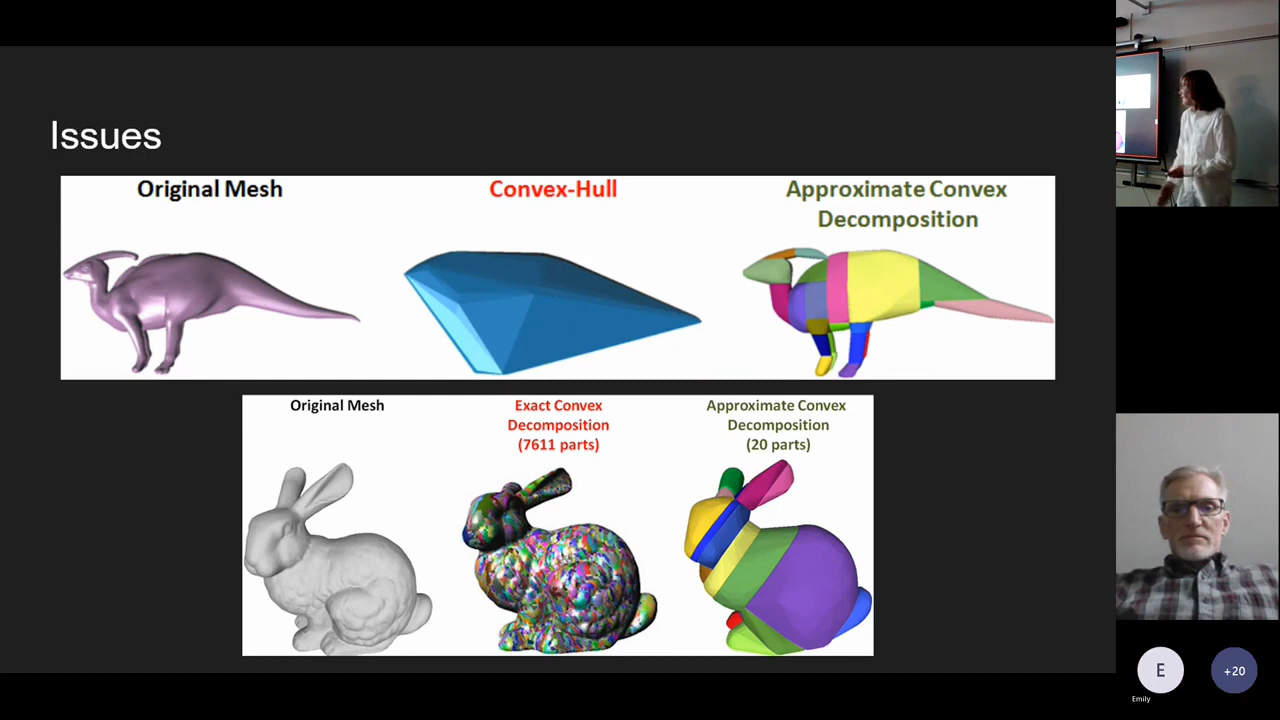 Issues
Original Mesh
Convex-Hull
Approximate Convex
Decomposition
Original Mesh
Exact Convex
Decomposition
(7611 parts)
Approximate Convex
Decomposition
(20 parts)
E
Emily
+20